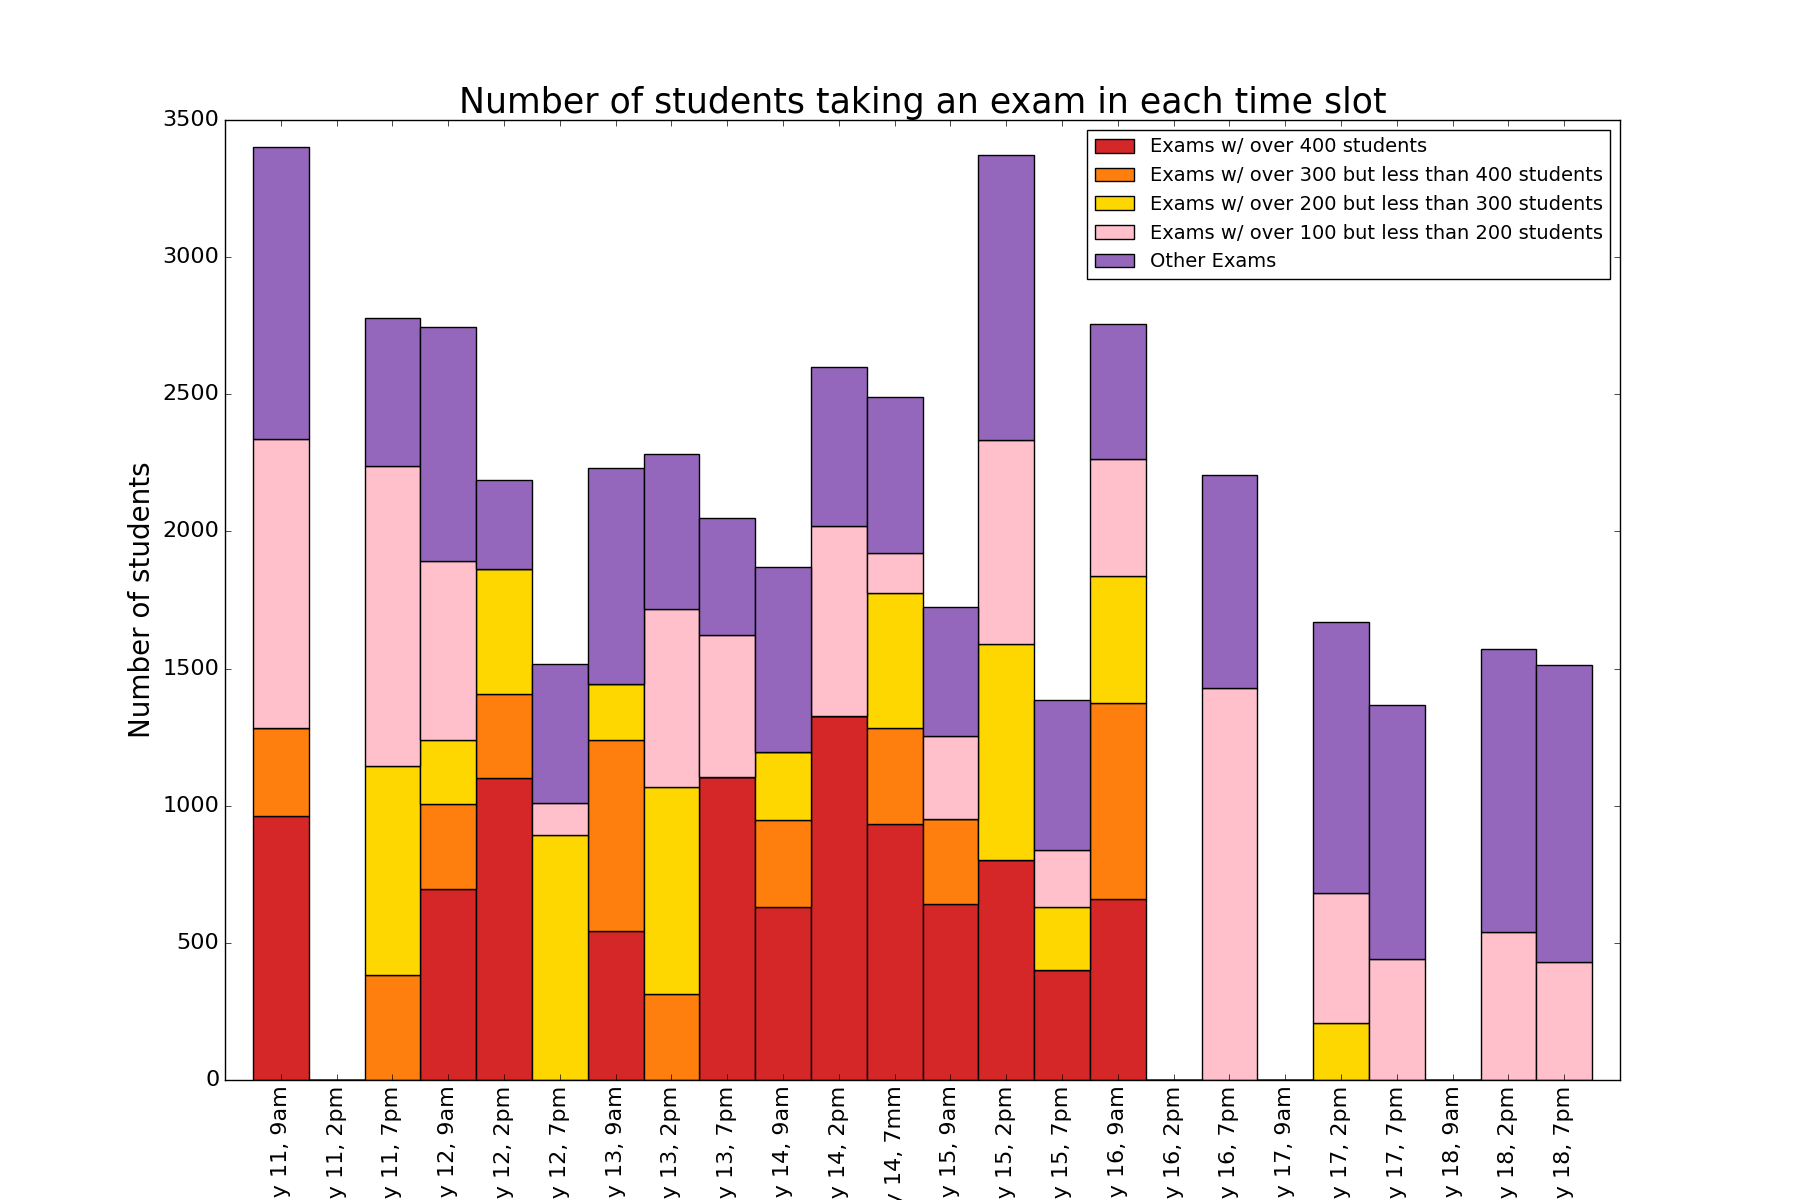 Number of students taking an exam in each time slot
Exams w/ over 400 students
Exams w/ over 300 but less than 400 students
Exams w/ over 200 but less than 300 students
Exams w/ over 100 but less than 200 students
Other Exams
Number of students
3500
3000
2500
2000
1500
1000
500
0
y 11, 9am
y 11, 2pm
y 11, 7pm
y 12, 9am
y 12, 2pm
y 12, 7pm
y 13, 9am
y 13, 2pm
y 13, 7pm
y 14, 9am
y 14, 2pm
y 14, 7mm
y 15, 9am
y 15, 2pm
y 15, 7pm
y 16, 9am
y 16, 2pm
y 16, 7pm
y 17, 9am
y 17, 2pm
y 17, 7pm
y 18, 9am
y 18, 2pm
y 18, 7pm